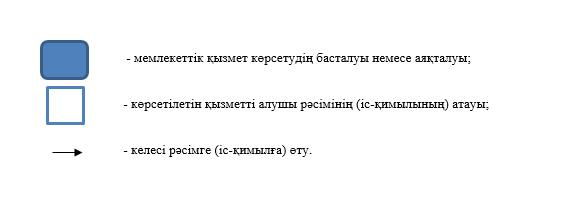 - мемлекеттік қызмет көрсетудің басталуы немесе аяқталуы;
- көрсетілетін қызметті алушы рәсімінің (іс-қимылының) атауы;
- келесі рәсімге (іс-қимылға) өту.